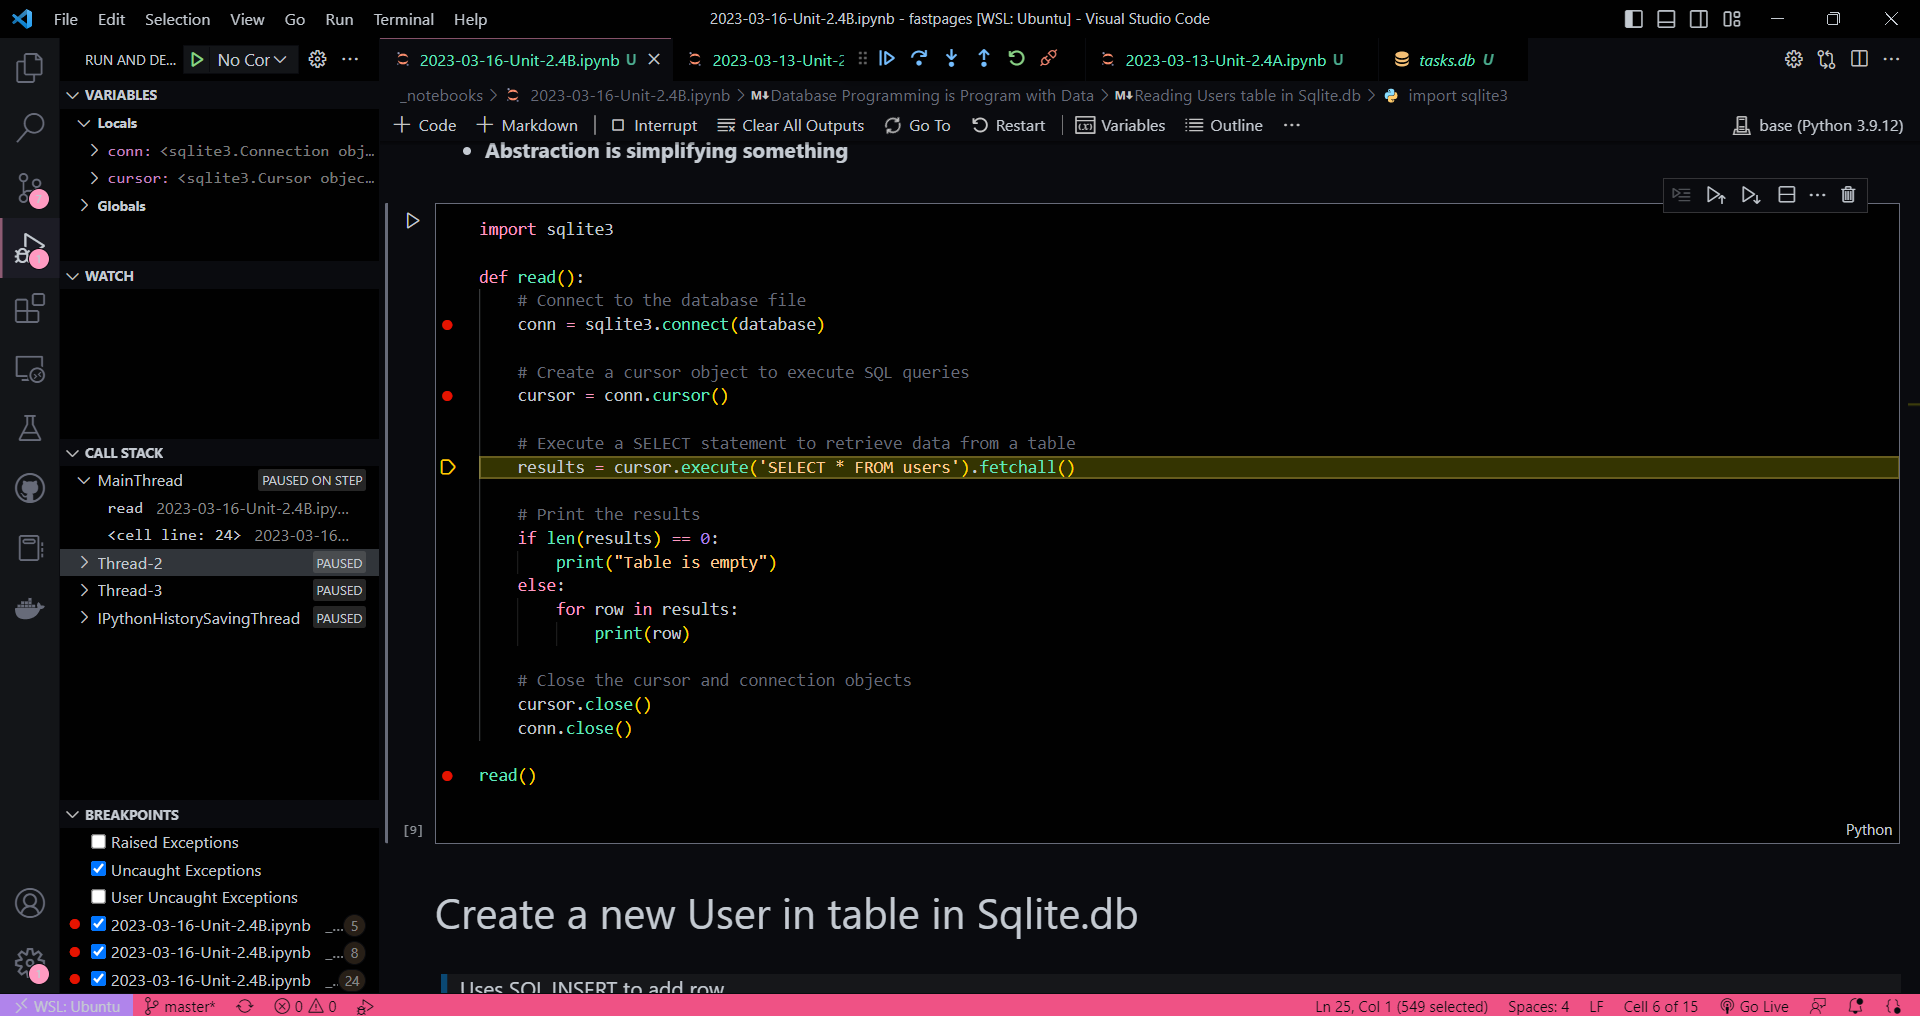 File Edit Selection View Go Run Terminal Help
2023-03-16-Unit-2.4B.ipynb - fastpages [WSL: Ubuntu] - Visual Studio Code
RUN AND DE... No Cor
2023-03-16-Unit-2.4B.ipynb U
2023-03-13-Unit-2
2023-03-13-Unit-2.4A.ipynb U
tasks.db U
_notebooks > 2023-03-16-Unit-2.4B.ipynb > M↓Database Programming is Program with Data > M↓Reading Users table in Sqlite.db > import sqlite3
+ Code + Markdown Interrupt Clear All Outputs Go To Restart Variables Outline ...
base (Python 3.9.12)
VARIABLES
Locals
conn: <sqlite3.Connection obj...
cursor: <sqlite3.Cursor objec...
Globals
WATCH
CALL STACK
MainThread PAUSED ON STEP
read 2023-03-16-Unit-2.4B.ipy...
<cell line: 24> 2023-03-16...
Thread-2 PAUSED
Thread-3 PAUSED
IPythonHistorySavingThread PAUSED
BREAKPOINTS
Raised Exceptions
Uncaught Exceptions
User Uncaught Exceptions
2023-03-16-Unit-2.4B.ipynb _... 5
2023-03-16-Unit-2.4B.ipynb _... 8
2023-03-16-Unit-2.4B.ipynb _... 24
• Abstraction is simplifying something
import sqlite3
def read():
# Connect to the database file
conn = sqlite3.connect(database)
# Create a cursor object to execute SQL queries
cursor = conn.cursor()
# Execute a SELECT statement to retrieve data from a table
results = cursor.execute('SELECT * FROM users').fetchall()
# Print the results
if len(results) == 0:
print("Table is empty")
else:
for row in results:
print(row)
# Close the cursor and connection objects
cursor.close()
conn.close()
read()
[9]
Python
Create a new User in table in Sqlite.db
Uses SQL INSERT to add row
WSL: Ubuntu master* 0 0
Ln 25, Col 1 (549 selected) Spaces: 4 LF Cell 6 of 15 Go Live